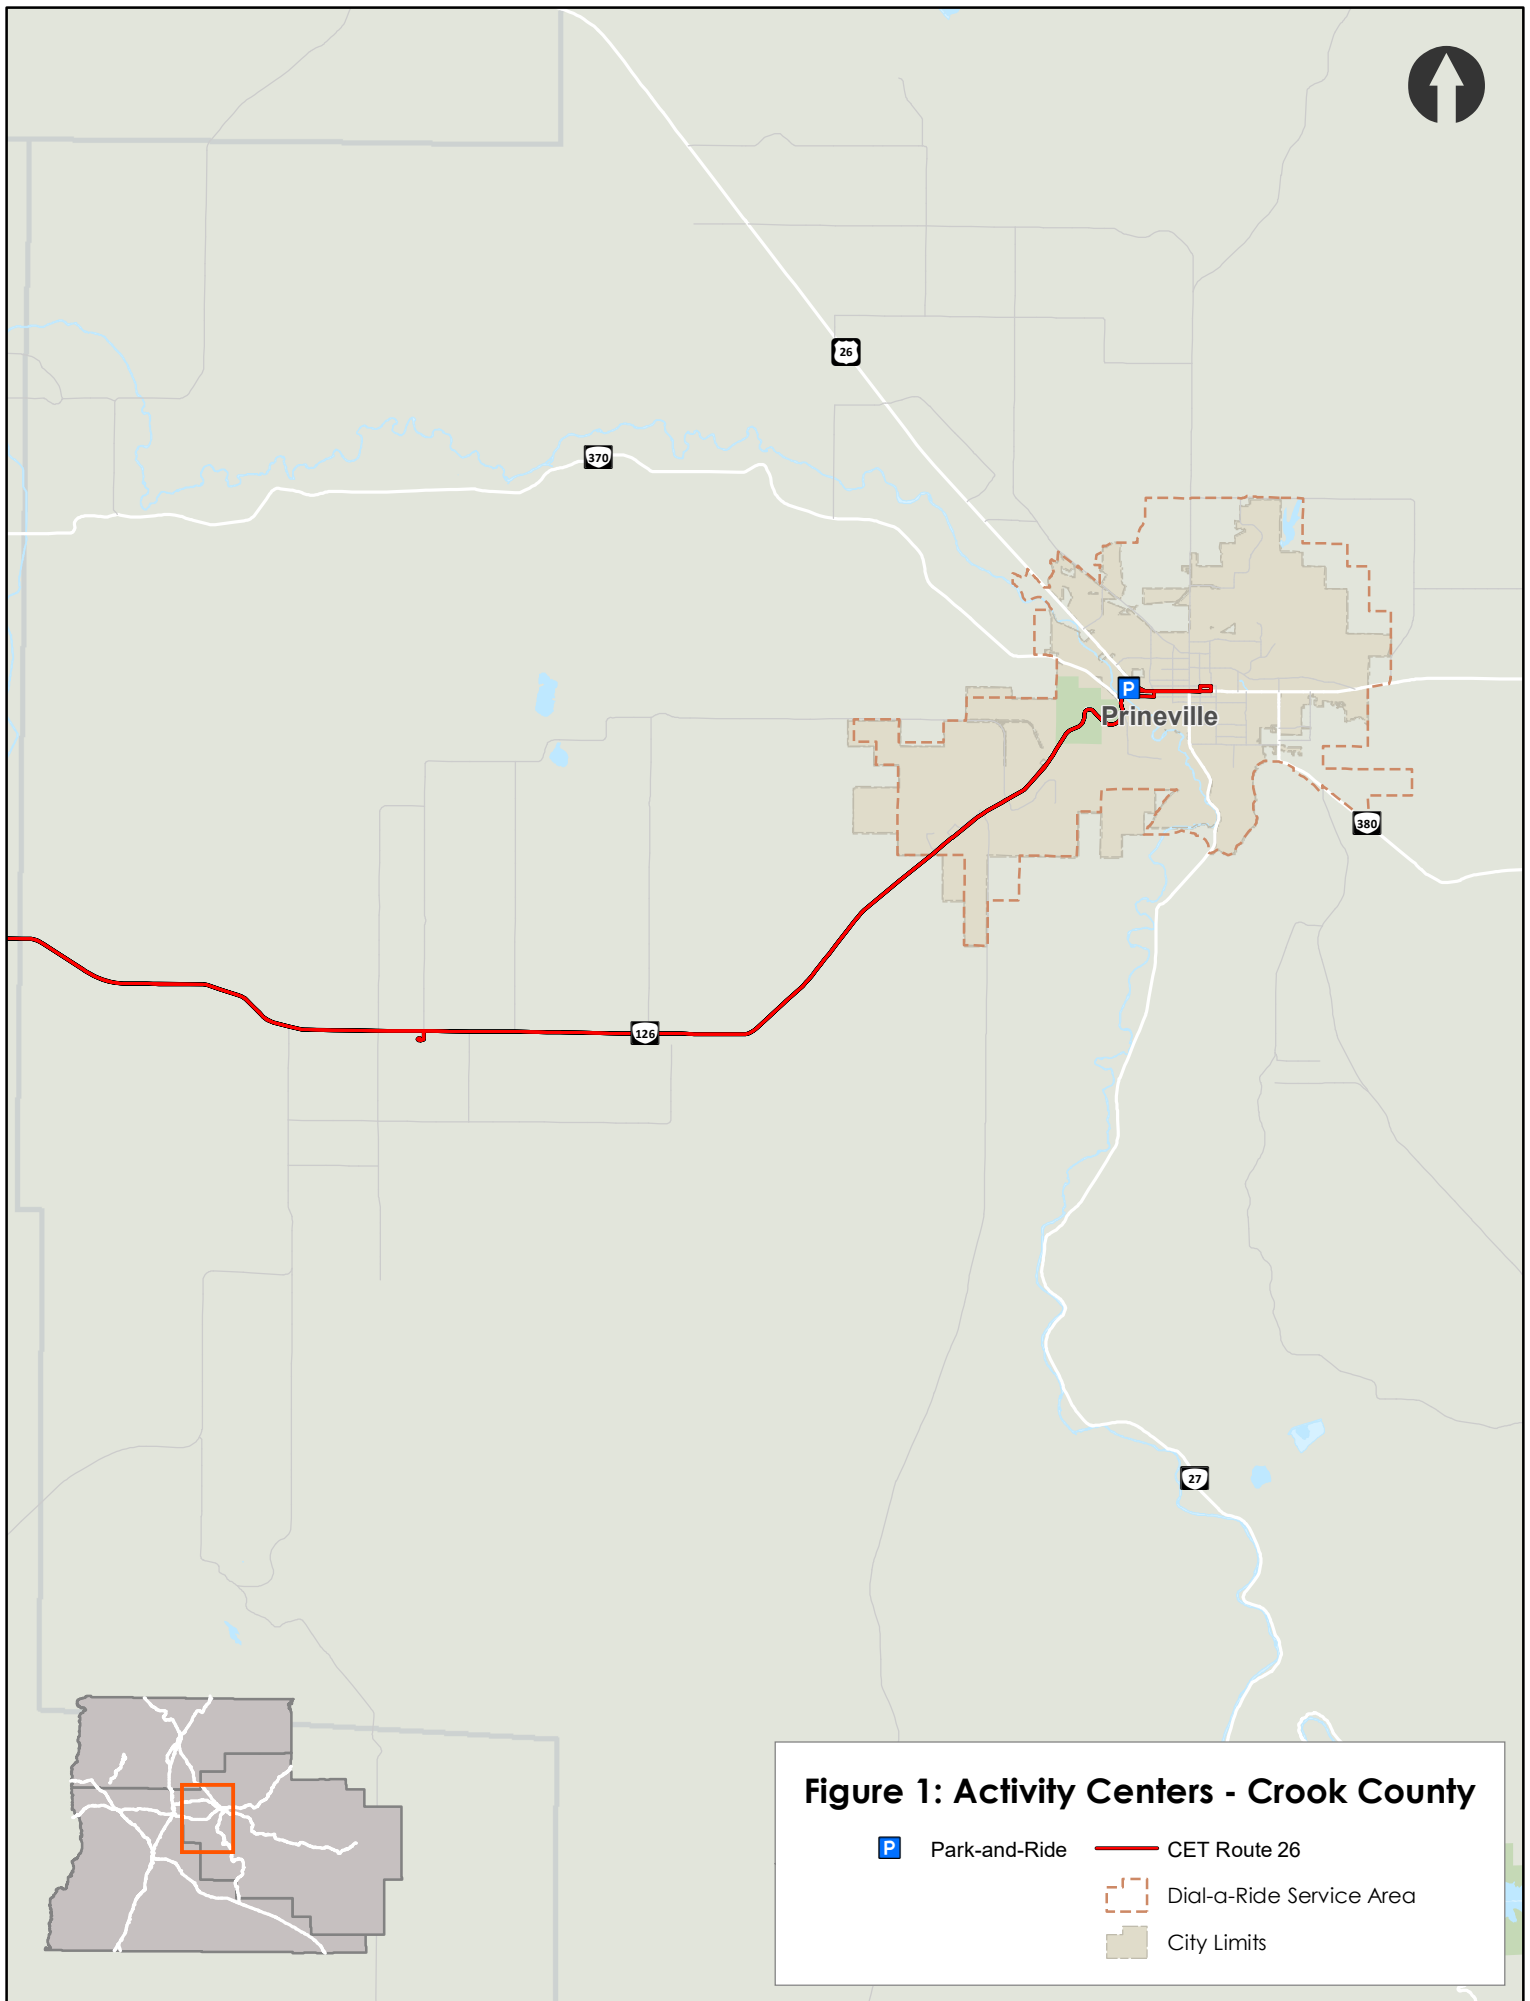 26
370
P
Prineville
380
126
27
Figure 1: Activity Centers - Crook County
P Park-and-Ride CET Route 26
Dial-a-Ride Service Area
City Limits